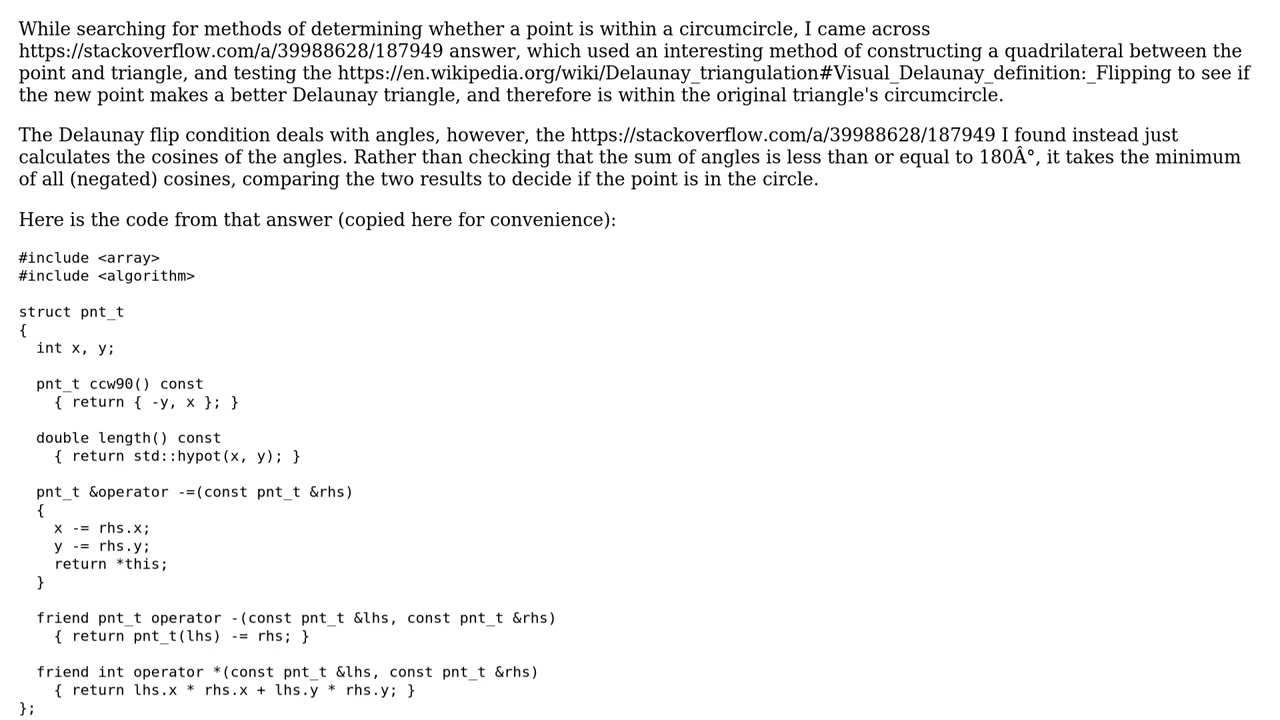 While searching for methods of determining whether a point is within a circumcircle, I came across
https://stackoverflow.com/a/39988628/187949 answer, which used an interesting method of constructing a quadrilateral between the
point and triangle, and testing the https://en.wikipedia.org/wiki/Delaunay_triangulation#Visual_Delaunay_definition:_Flipping to see if
the new point makes a better Delaunay triangle, and therefore is within the original triangle's circumcircle.

The Delaunay flip condition deals with angles, however, the https://stackoverflow.com/a/39988628/187949 I found instead just
calculates the cosines of the angles. Rather than checking that the sum of angles is less than or equal to 180Â°, it takes the minimum
of all (negated) cosines, comparing the two results to decide if the point is in the circle.

Here is the code from that answer (copied here for convenience):

#include <array>
#include <algorithm>

struct pnt_t
{
  int x, y;

  pnt_t ccw90() const
    { return { -y, x }; }

  double length() const
    { return std::hypot(x, y); }

  pnt_t &operator -=(const pnt_t &rhs)
  {
    x -= rhs.x;
    y -= rhs.y;
    return *this;
  }

  friend pnt_t operator -(const pnt_t &lhs, const pnt_t &rhs)
    { return pnt_t(lhs) -= rhs; }

  friend int operator *(const pnt_t &lhs, const pnt_t &rhs)
    { return lhs.x * rhs.x + lhs.y * rhs.y; }
};